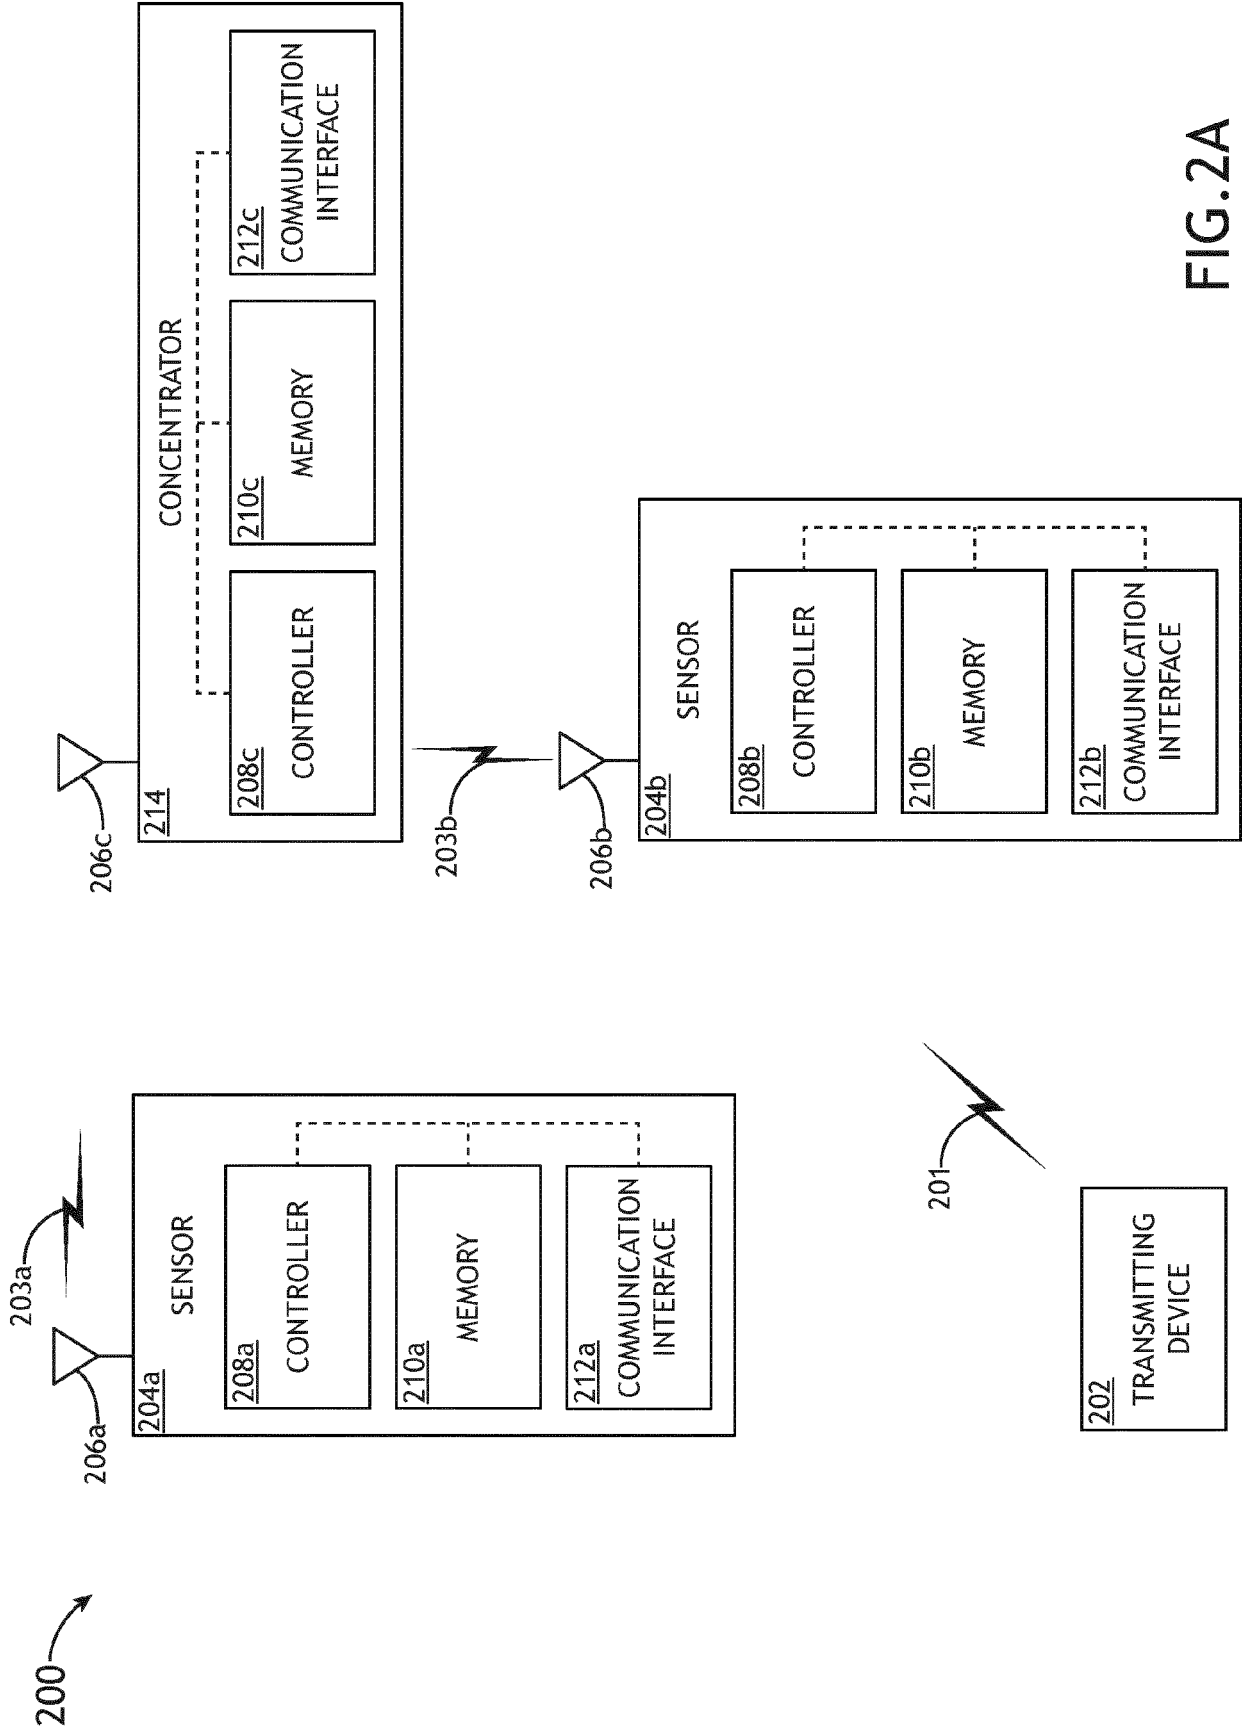 200
203a
206a
204a
SENSOR
208a
CONTROLLER
210a
MEMORY
212a
COMMUNICATION
INTERFACE
206c
214
CONCENTRATOR
208c
CONTROLLER
210c
MEMORY
212c
COMMUNICATION
INTERFACE
203b
206b
204b
SENSOR
208b
CONTROLLER
210b
MEMORY
212b
COMMUNICATION
INTERFACE
201
202
TRANSMITTING
DEVICE
FIG.2A